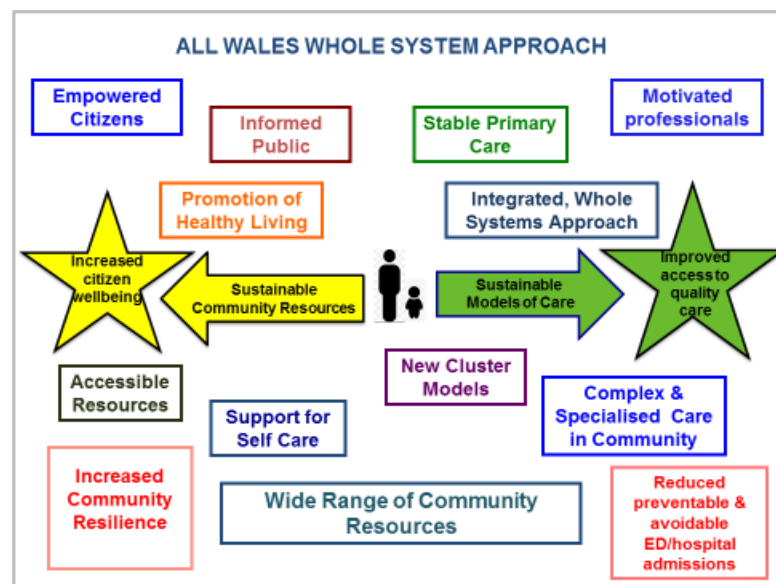 ALL WALES WHOLE SYSTEM APPROACH
Empowered
Citizens
Informed
Public
Stable Primary
Care
Motivated
professionals
Promotion of
Healthy Living
Integrated, Whole
Systems Approach
Increased
citizen
wellbeing
Sustainable
Community Resources
Sustainable
Models of Care
Improved
access to
quality
care
Accessible
Resources
Support for
Self Care
New Cluster
Models
Complex &
Specialised Care
in Community
Increased
Community
Resilience
Wide Range of Community
Resources
Reduced
preventable &
avoidable
ED/hospital
admissions